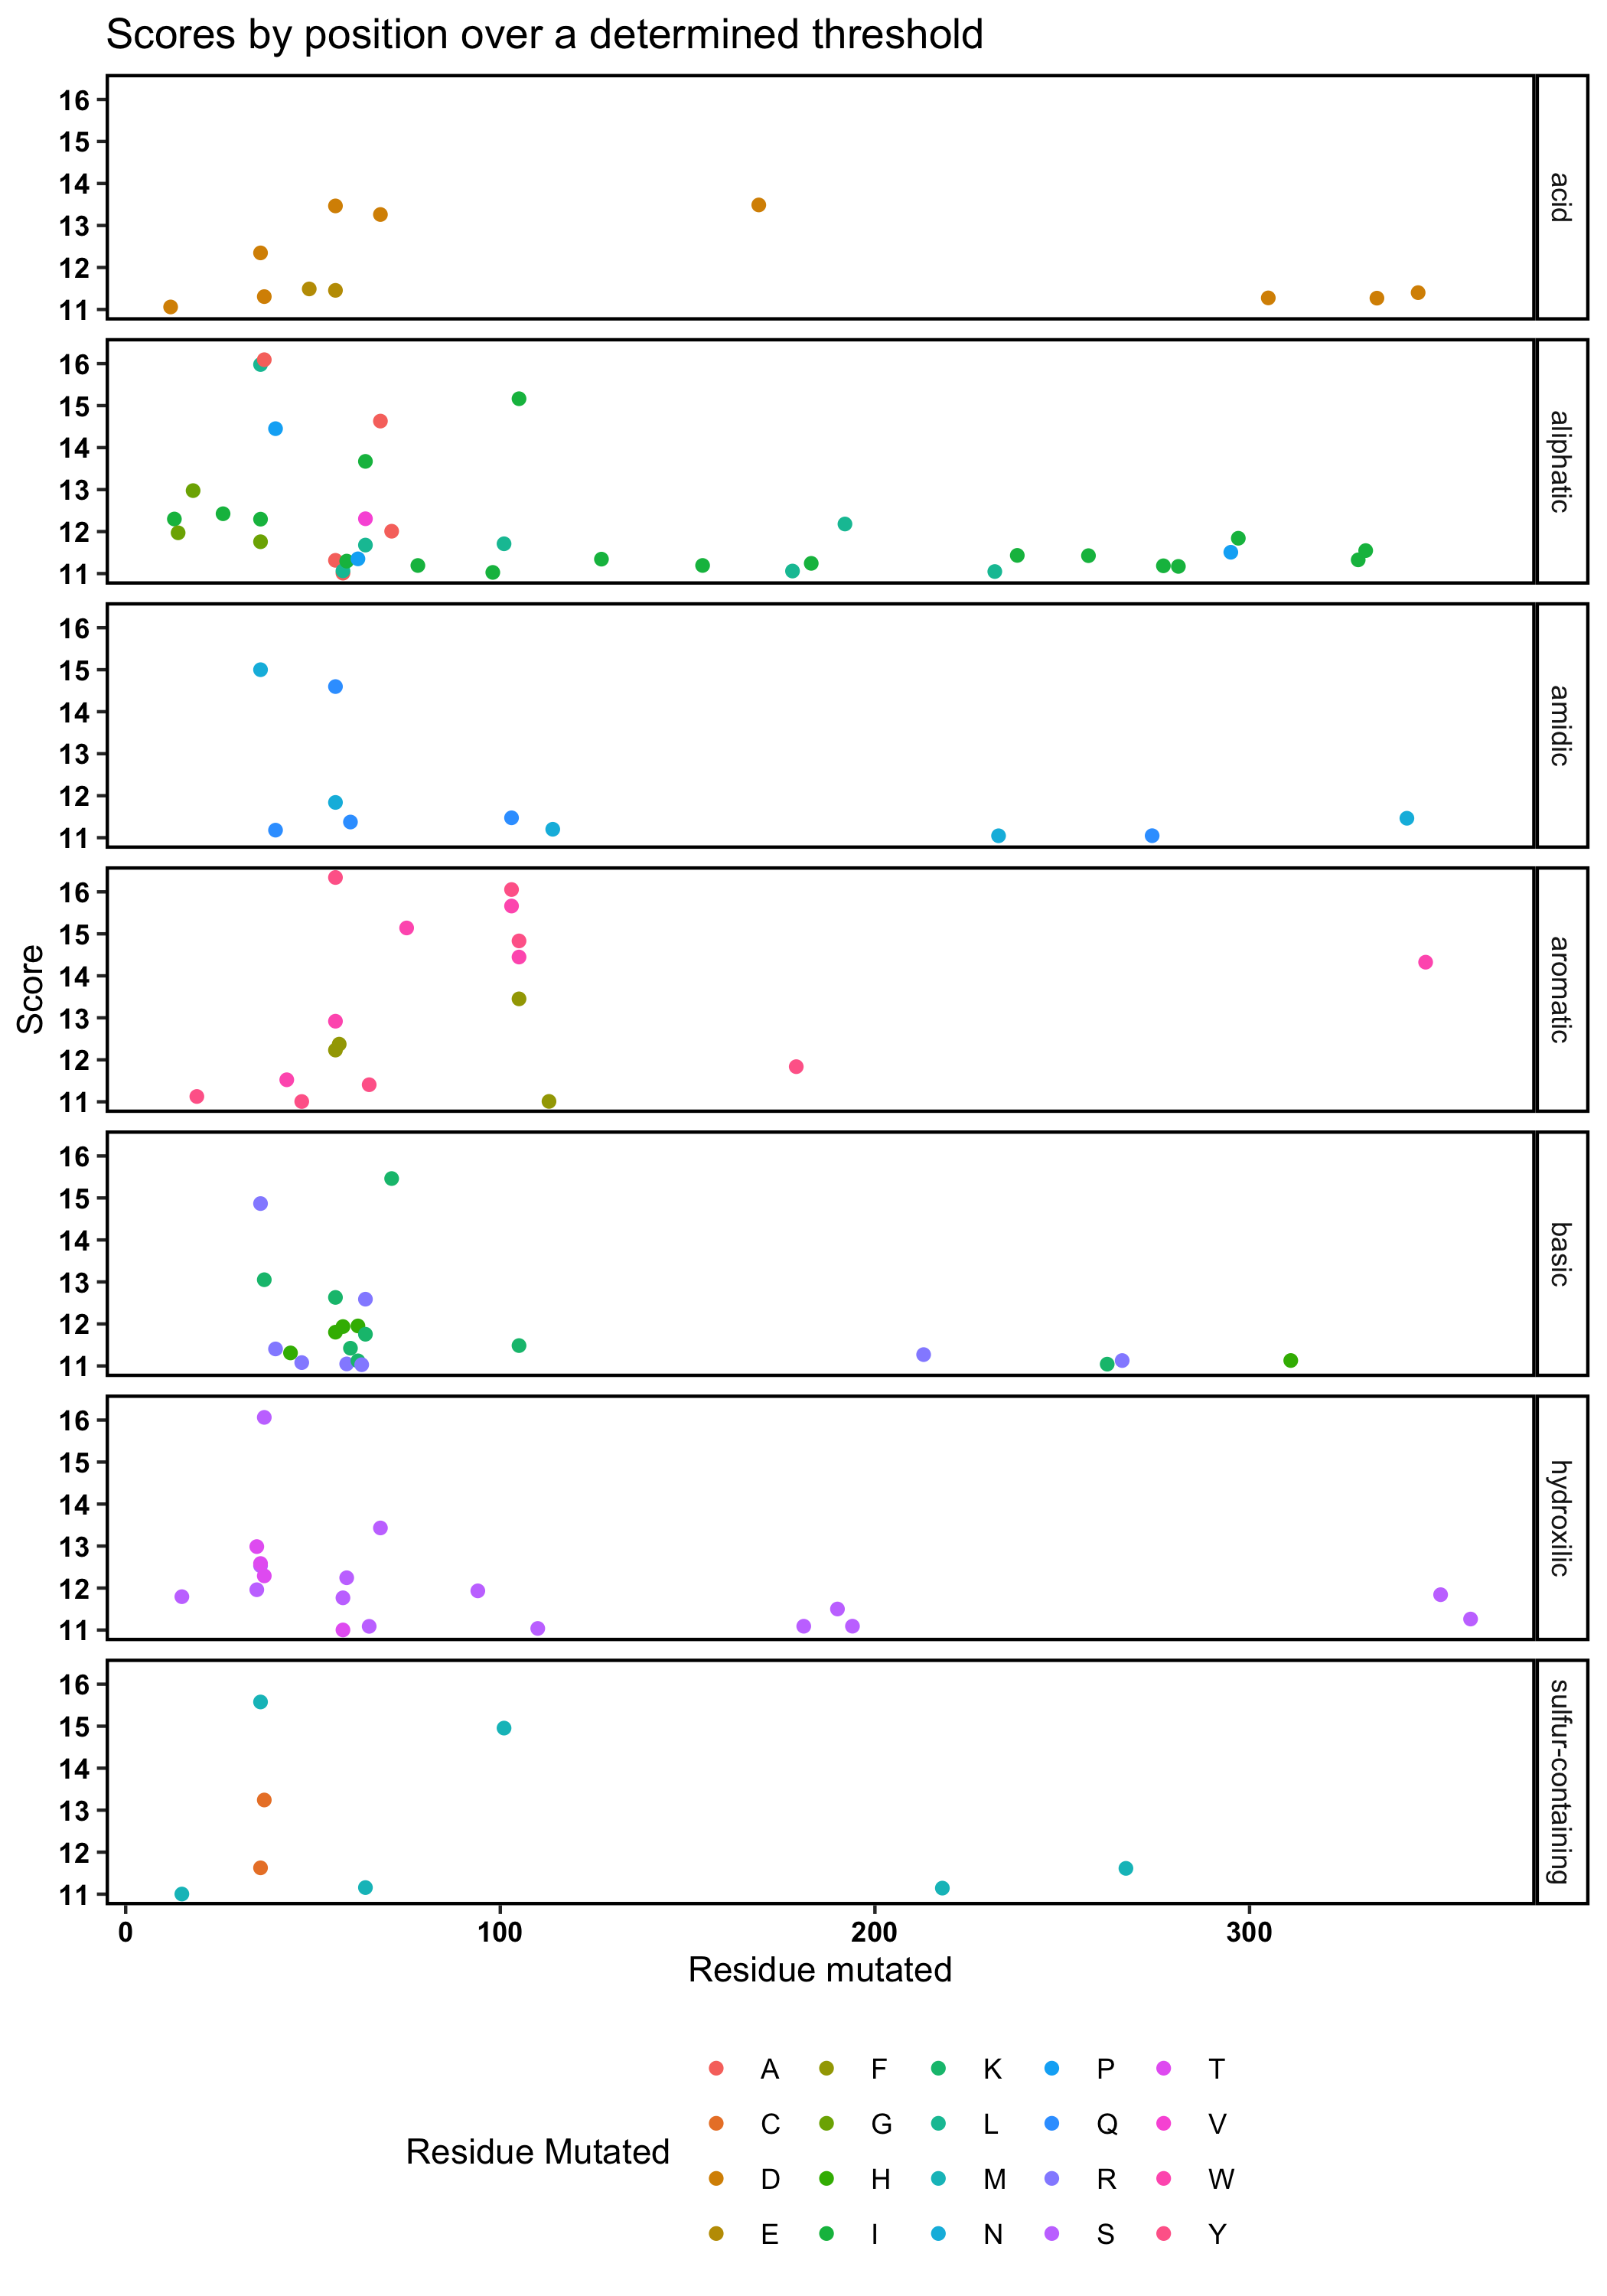 Scores by position over a determined threshold
16
15
14
13
12
11
acid
16
15
14
13
12
11
aliphatic
16
15
14
13
12
11
amidic
16
15
14
13
12
11
aromatic
Score
16
15
14
13
12
11
basic
16
15
14
13
12
11
hydroxilic
16
15
14
13
12
11
sulfur-containing
0 100 200 300
Residue mutated
Residue Mutated
A F K P T
C G L Q V
D H M R W
E I N S Y